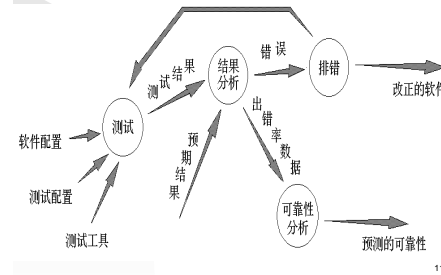 错误
测试结果
结果
分析
排错
改正的软件
测试
出错率数据
软件配置
预期结果
测试配置
可靠性
分析
测试工具
预测的可靠性